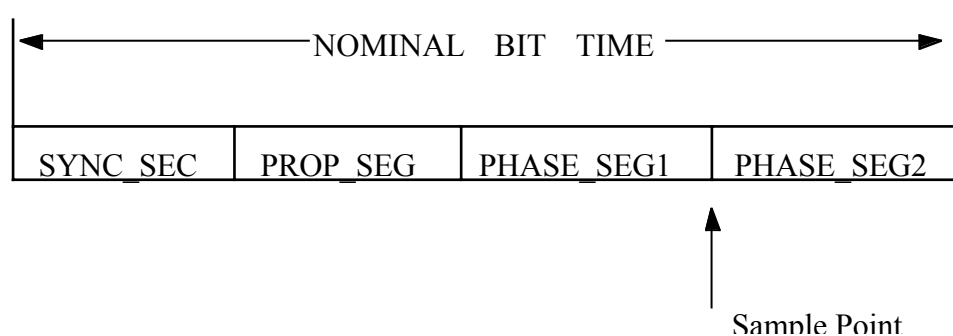 NOMINAL BIT TIME
SYNC_SEC PROP_SEG PHASE_SEG1 PHASE_SEG2
Sample Point